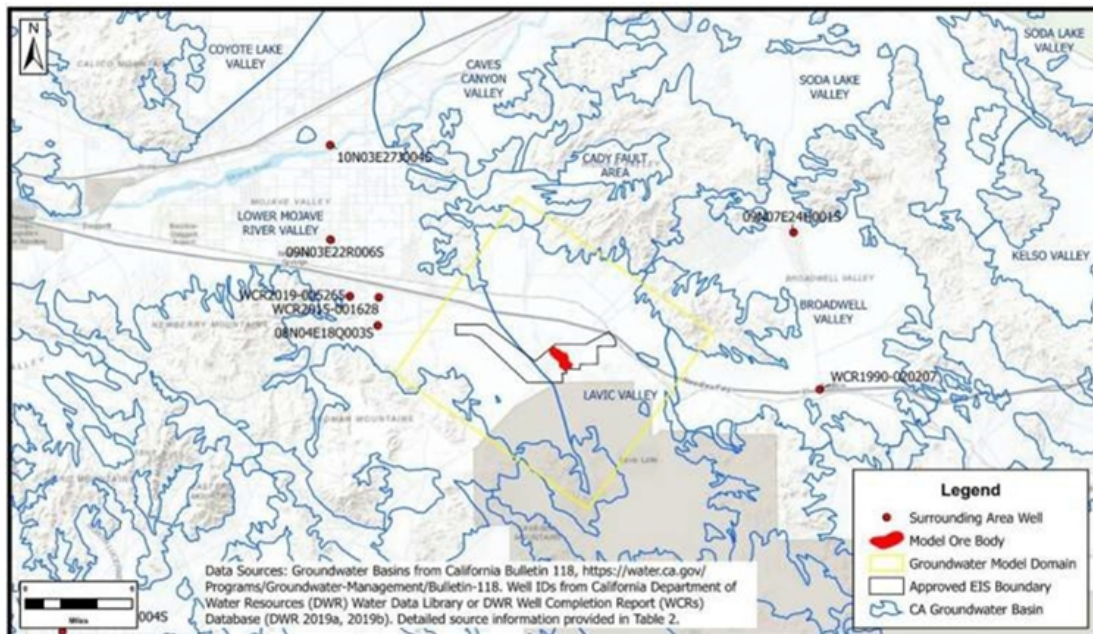 N
COYOTE LAKE
VALLEY
CAVES
CANYON
VALLEY
SODA LAKE
VALLEY
SODA LAKE
VALLEY
10N03E27J004S
CADY FAULT
AREA
MOJAVE VALLEY
LOWER MOJAVE
RIVER VALLEY
09N07E24H001S
09N03E22R006S
KELSO VALLEY
BROADWELL VALLEY
WCR2019-005265
WCR2015-001628
BROADWELL
VALLEY
NEWBERRY MOUNTAINS
08N04E18Q003S
WCR1990-020207
LAVIC VALLEY
Legend
Surrounding Area Well
Model Ore Body
Groundwater Model Domain
Approved EIS Boundary
CA Groundwater Basin
Data Sources: Groundwater Basins from California Bulletin 118, https://water.ca.gov/
Programs/Groundwater-Management/Bulletin-118. Well IDs from California Department of
Water Resources (DWR) Water Data Library or DWR Well Completion Report (WCRs)
Database (DWR 2019a, 2019b). Detailed source information provided in Table 2.
Miles
004S